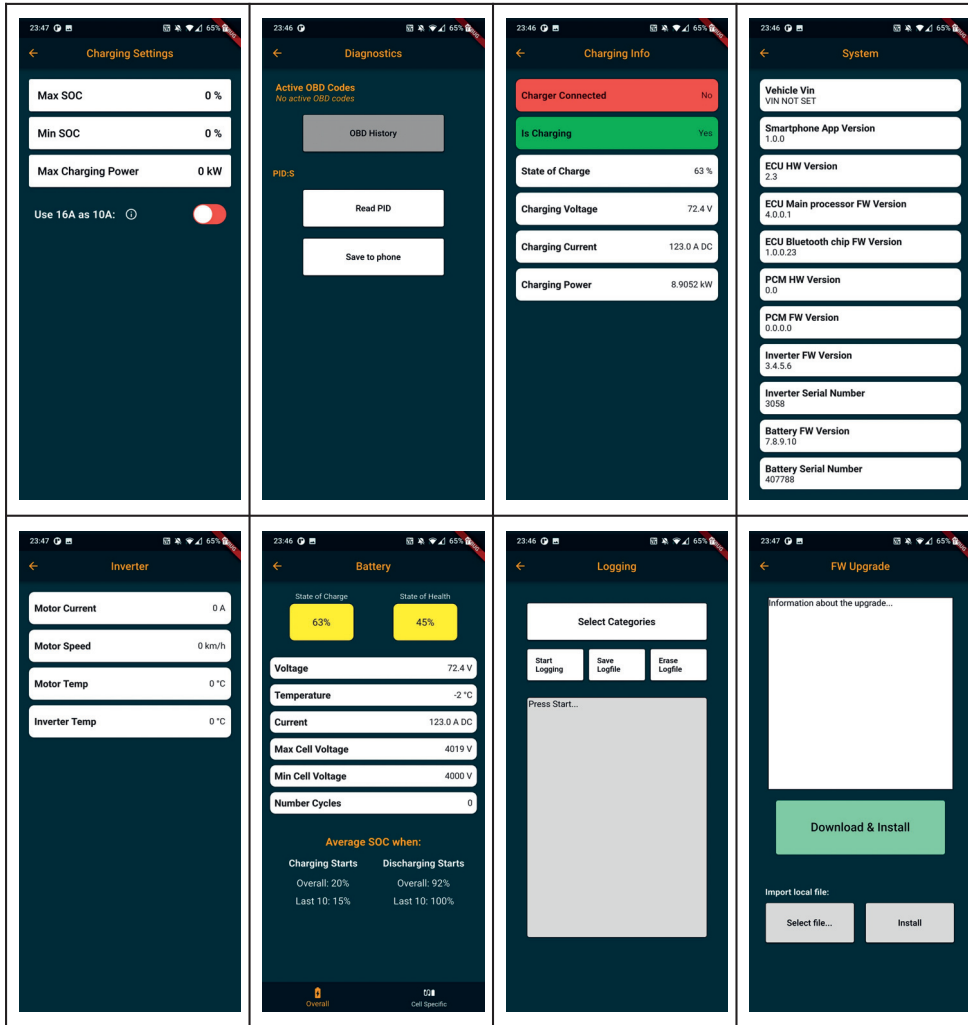 23:47 65%
Charging Settings
Max SOC 0 %
Min SOC 0 %
Max Charging Power 0 kW
Use 16A as 10A:
23:46 65%
Diagnostics
Active OBD Codes
No active OBD codes
OBD History
PID:S
Read PID
Save to phone
23:46 65%
Charging Info
Charger Connected No
Is Charging Yes
State of Charge 63 %
Charging Voltage 72.4 V
Charging Current 123.0 A DC
Charging Power 8.9052 kW
23:46 65%
System
Vehicle Vin
VIN NOT SET
Smartphone App Version
1.0.0
ECU HW Version
2.3
ECU Main processor FW Version
4.0.0.1
ECU Bluetooth chip FW Version
1.0.0.23
PCM HW Version
0.0
PCM FW Version
0.0.0.0
Inverter FW Version
3.4.5.6
Inverter Serial Number
3058
Battery FW Version
7.8.9.10
Battery Serial Number
407788
23:47 65%
Inverter
Motor Current 0 A
Motor Speed 0 km/h
Motor Temp 0 °C
Inverter Temp 0 °C
23:46 65%
Battery
State of Charge State of Health
63% 45%
Voltage 72.4 V
Temperature -2 °C
Current 123.0 A DC
Max Cell Voltage 4019 V
Min Cell Voltage 4000 V
Number Cycles 0
Average SOC when:
Charging Starts Discharging Starts
Overall: 20% Overall: 92%
Last 10: 15% Last 10: 100%
Overall Cell Specific
23:46 65%
Logging
Select Categories
Start Logging
Save Logfile
Erase Logfile
Press Start...
23:47 65%
FW Upgrade
Information about the upgrade...
Download & Install
Import local file:
Select file... Install